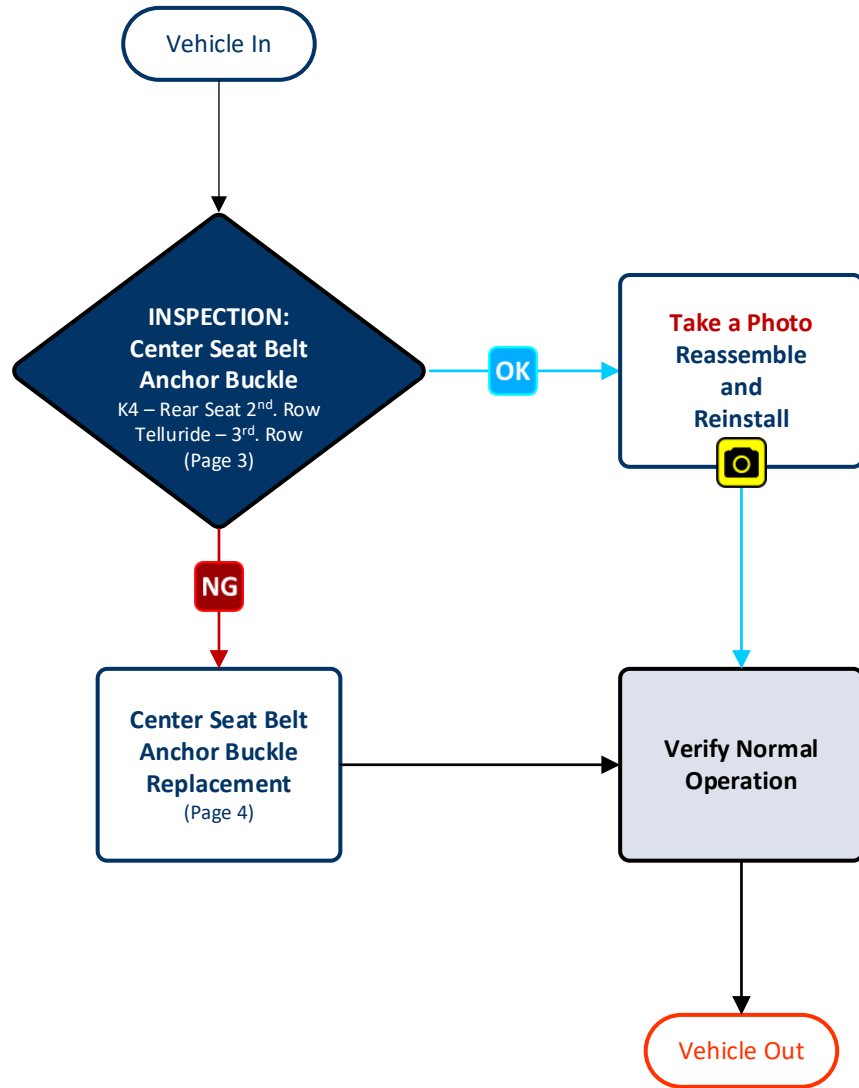 Vehicle In
INSPECTION:
Center Seat Belt
Anchor Buckle
K4 – Rear Seat 2nd. Row
Telluride – 3rd. Row
(Page 3)
OK
Take a Photo
Reassemble
and
Reinstall
NG
Center Seat Belt
Anchor Buckle
Replacement
(Page 4)
Verify Normal
Operation
Vehicle Out